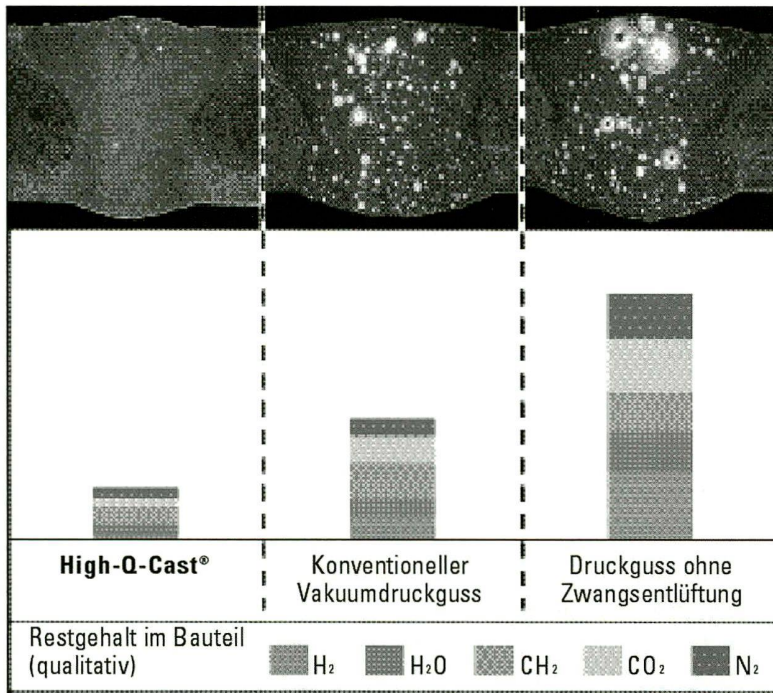 High-Q-Cast®
Konventioneller
Vakuumdruckguss
Druckguss ohne
Zwangsentlüftung
Restgehalt im Bauteil
(qualitativ)
H₂ H₂O CH₂ CO₂ N₂